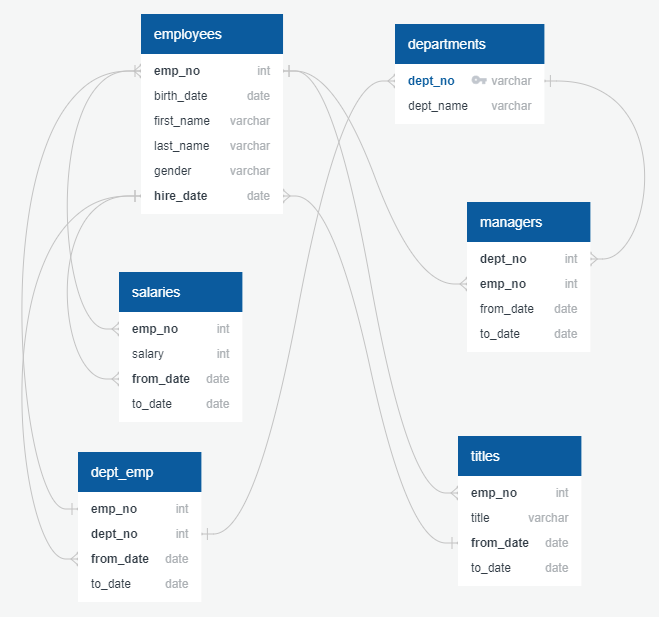 employees
emp_no int
birth_date date
first_name varchar
last_name varchar
gender varchar
hire_date date
departments
dept_no varchar
dept_name varchar
managers
dept_no int
emp_no int
from_date date
to_date date
salaries
emp_no int
salary int
from_date date
to_date date
dept_emp
emp_no int
dept_no int
from_date date
to_date date
titles
emp_no int
title varchar
from_date date
to_date date